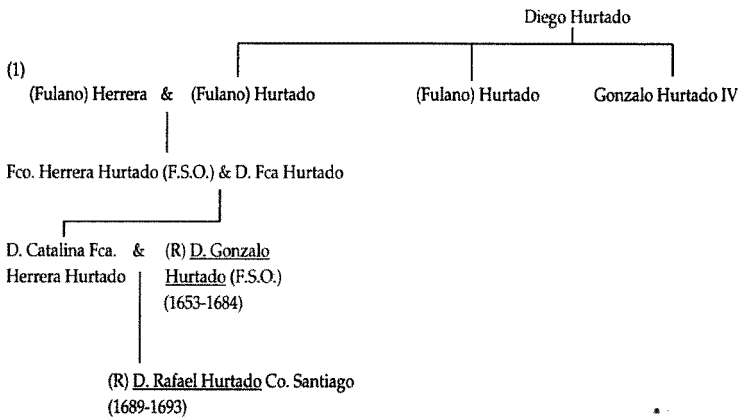 Diego Hurtado
(1)
(Fulano) Herrera & (Fulano) Hurtado (Fulano) Hurtado Gonzalo Hurtado IV
Fco. Herrera Hurtado (F.S.O.) & D. Fca Hurtado
D. Catalina Fca. & (R) D. Gonzalo
Herrera Hurtado Hurtado (F.S.O.)
(1653-1684)
(R) D. Rafael Hurtado Co. Santiago
(1689-1693)